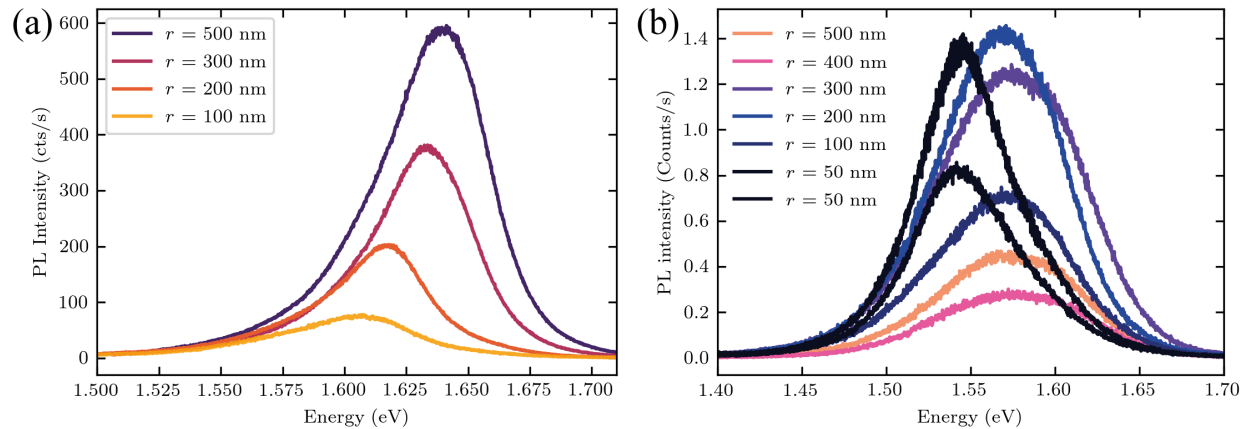 (a)
600
500
400
300
200
100
0
PL Intensity (cts/s)
r = 500 nm
r = 300 nm
r = 200 nm
r = 100 nm
1.500 1.525 1.550 1.575 1.600 1.625 1.650 1.675 1.700
Energy (eV)
(b)
1.4
1.2
1.0
0.8
0.6
0.4
0.2
0.0
PL intensity (Counts/s)
r = 500 nm
r = 400 nm
r = 300 nm
r = 200 nm
r = 100 nm
r = 50 nm
r = 50 nm
1.40 1.45 1.50 1.55 1.60 1.65 1.70
Energy (eV)